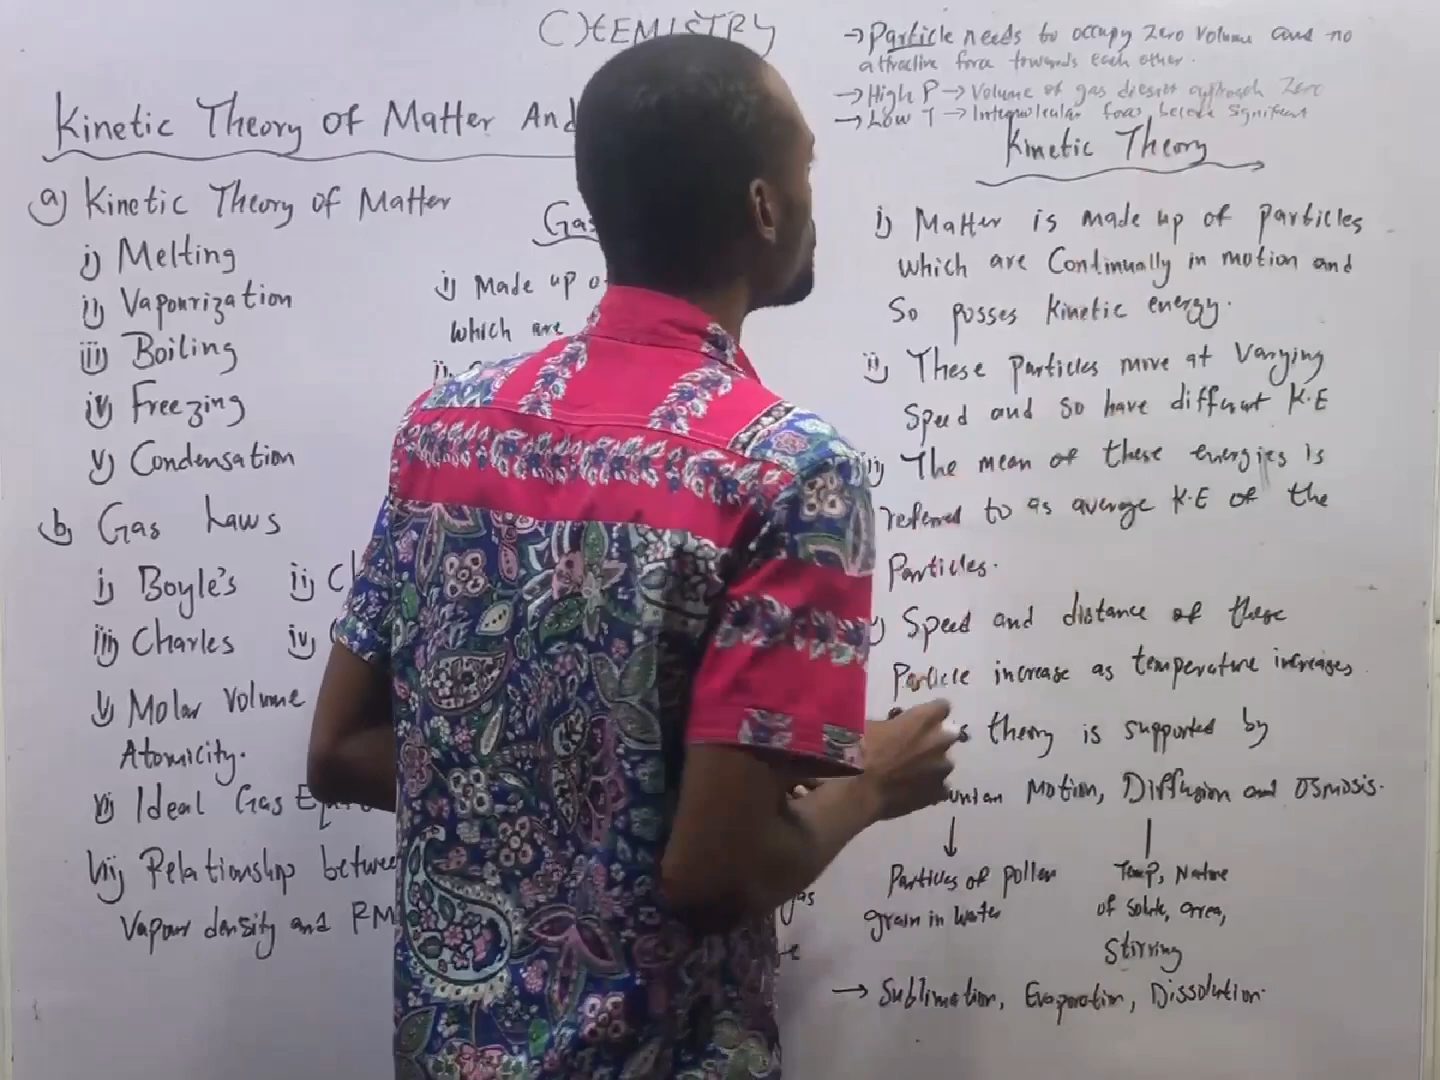 CHEMISTRY
Kinetic Theory of Matter And
a) Kinetic Theory of Matter
i) Melting
ii) Vapourization
iii) Boiling
iv) Freezing
v) Condensation
b) Gas Laws
i) Boyle's ii)
iii) Charles iv)
v) Molar Volume
Atomicity.
vi) Ideal Gas
vii) Relationship
Vapour density and
Gas
i) Made up
which are
ii)
gas
→ Particle needs to occupy Zero Volume and no
attractive force towards each other.
→ High P → Volume of gas doesn't approach Zero
→ Low T → Intermolecular forces become significant
Kinetic Theory
i) Matter is made up of particles
which are Continually in motion and
So posses kinetic energy.
ii) These particles move at Varying
Speed and so have different K.E
The mean of these energies is
referred to as average K.E of the
Particles.
Speed and distance of these
Particle increase as temperature increases.
theory is supported by
Motion, Diffusion and Osmosis.
Particles of pollen
grain in water
Temp, Nature
of solute, area,
Stirring
→ Sublimation, Evaporation, Dissolution.